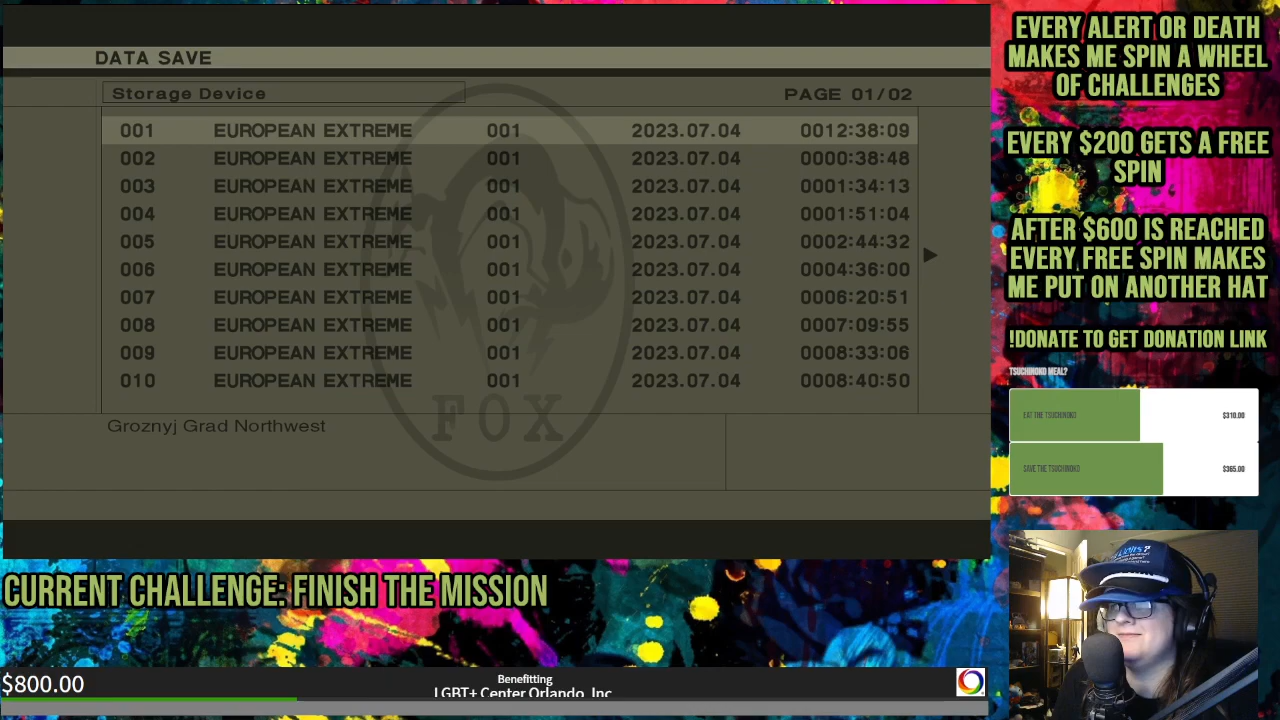 DATA SAVE
Storage Device
PAGE 01/02
001 EUROPEAN EXTREME 001 2023.07.04 0012:38:09
002 EUROPEAN EXTREME 001 2023.07.04 0000:38:48
003 EUROPEAN EXTREME 001 2023.07.04 0001:34:13
004 EUROPEAN EXTREME 001 2023.07.04 0001:51:04
005 EUROPEAN EXTREME 001 2023.07.04 0002:44:32
006 EUROPEAN EXTREME 001 2023.07.04 0004:36:00
007 EUROPEAN EXTREME 001 2023.07.04 0006:20:51
008 EUROPEAN EXTREME 001 2023.07.04 0007:09:55
009 EUROPEAN EXTREME 001 2023.07.04 0008:33:06
010 EUROPEAN EXTREME 001 2023.07.04 0008:40:50
FOX
Groznyj Grad Northwest
EVERY ALERT OR DEATH
MAKES ME SPIN A WHEEL
OF CHALLENGES
EVERY $200 GETS A FREE
SPIN
AFTER $600 IS REACHED
EVERY FREE SPIN MAKES
ME PUT ON ANOTHER HAT
!DONATE TO GET DONATION LINK
TSUCHINOKO MEAL?
EAT THE TSUCHINOKO $310.00
SAVE THE TSUCHINOKO $365.00
CURRENT CHALLENGE: FINISH THE MISSION
$800.00
Benefitting
LGBT+ Center Orlando, Inc